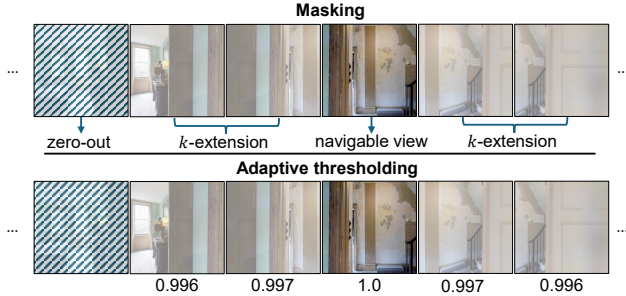 Masking
... ...
zero-out k-extension navigable view k-extension
Adaptive thresholding
... ...
0.996 0.997 1.0 0.997 0.996